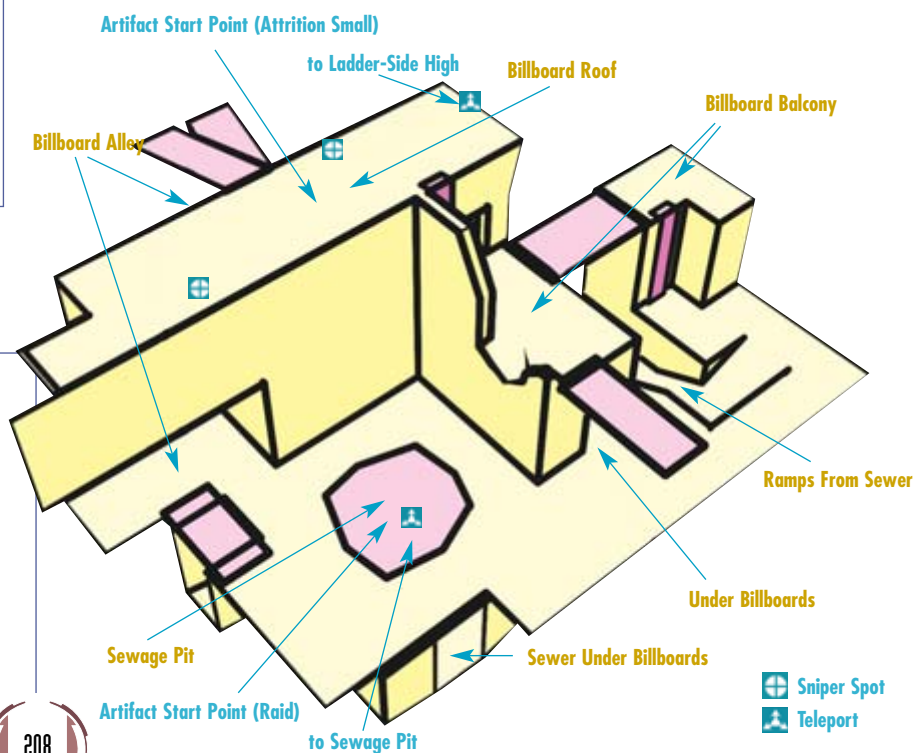 Artifact Start Point (Attrition Small)
to Ladder-Side High
Billboard Roof
Billboard Balcony
Billboard Alley
Ramps From Sewer
Under Billboards
Sewage Pit
Sewer Under Billboards
Artifact Start Point (Raid)
to Sewage Pit
Sniper Spot
Teleport
208